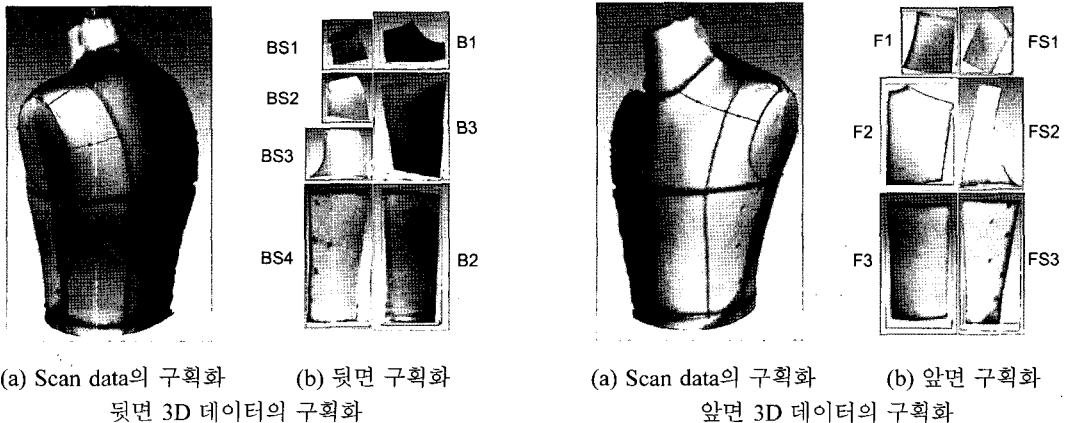 BS1
B1
BS2
B3
BS3
BS4
B2
(a) Scan data의 구획화
(b) 뒷면 구획화
뒷면 3D 데이터의 구획화
F1
FS1
F2
FS2
F3
FS3
(a) Scan data의 구획화
(b) 앞면 구획화
앞면 3D 데이터의 구획화